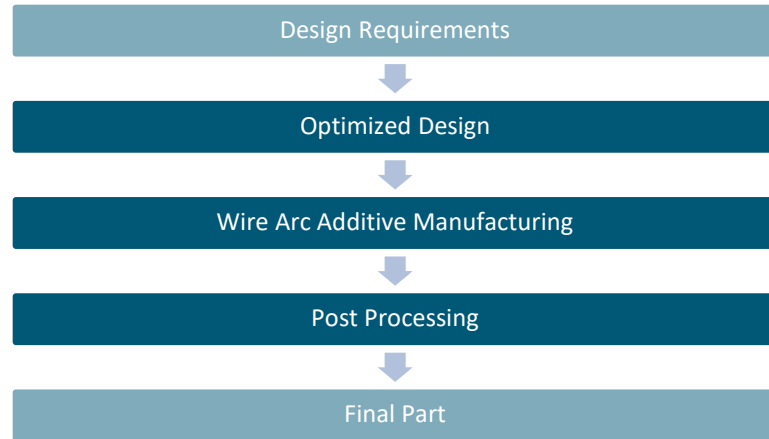 Design Requirements
Optimized Design
Wire Arc Additive Manufacturing
Post Processing
Final Part